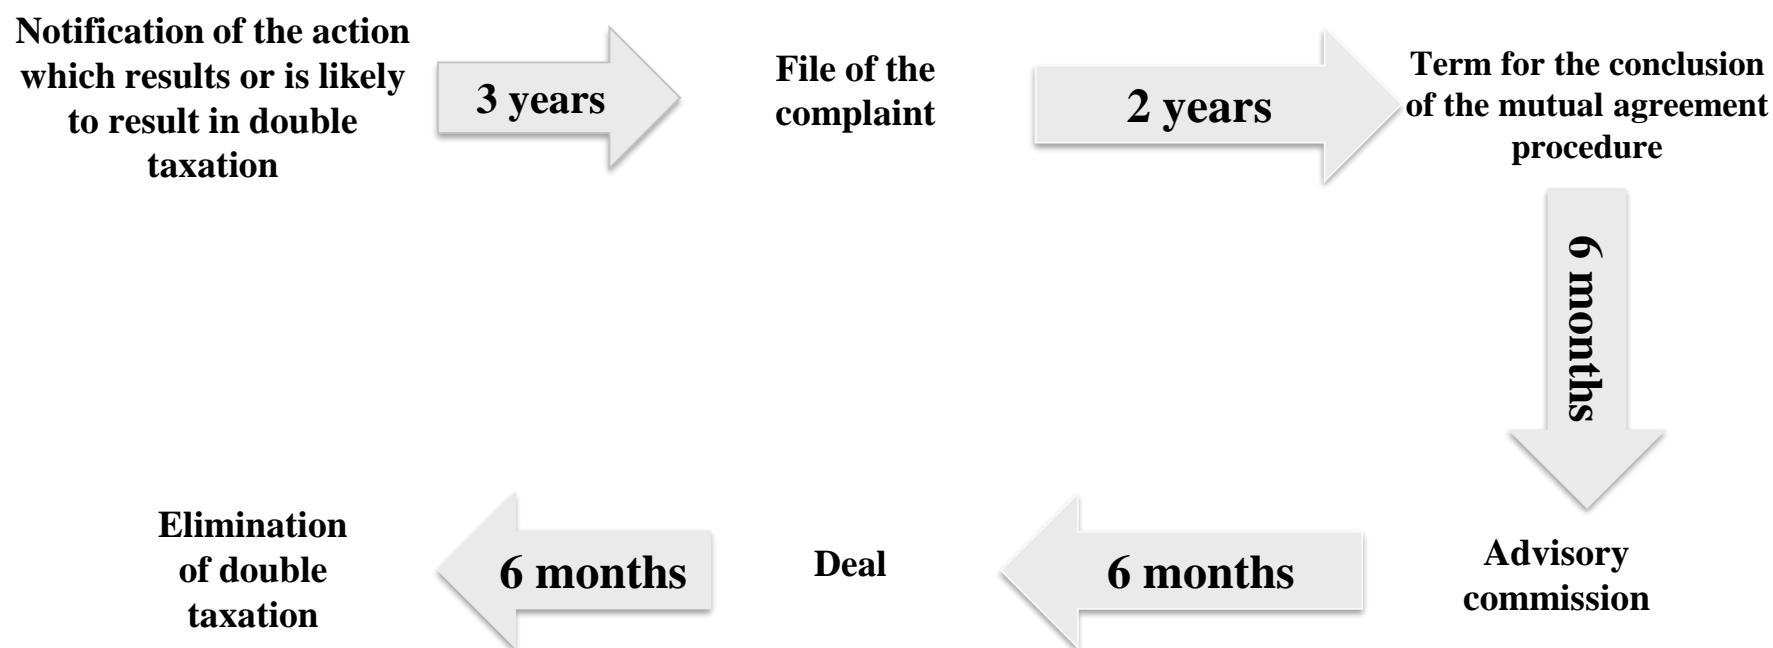 Notification of the action
which results or is likely
to result in double
taxation
3 years
File of the
complaint
2 years
Term for the conclusion
of the mutual agreement
procedure
6 months
Advisory
commission
6 months
Deal
6 months
Elimination
of double
taxation